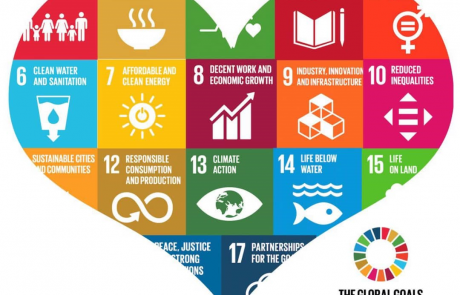 6 CLEAN WATER
AND SANITATION
7 AFFORDABLE AND
CLEAN ENERGY
8 DECENT WORK AND
ECONOMIC GROWTH
9 INDUSTRY, INNOVATION
AND INFRASTRUCTURE
10 REDUCED
INEQUALITIES
SUSTAINABLE CITIES
AND COMMUNITIES
12 RESPONSIBLE
CONSUMPTION
AND PRODUCTION
13 CLIMATE
ACTION
14 LIFE BELOW
WATER
15 LIFE
ON LAND
PEACE, JUSTICE
STRONG
17 PARTNERSHIPS
FOR THE
THE GLOBAL GOALS